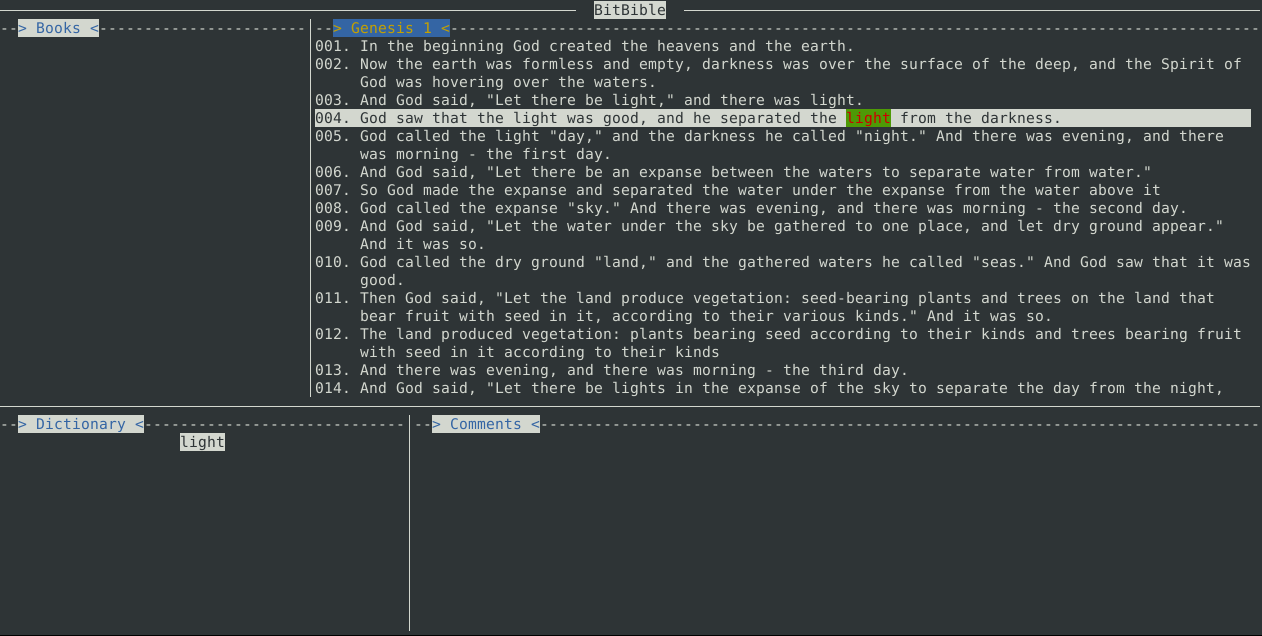 BitBible
> Books <
> Genesis 1 <
001. In the beginning God created the heavens and the earth.
002. Now the earth was formless and empty, darkness was over the surface of the deep, and the Spirit of
God was hovering over the waters.
003. And God said, "Let there be light," and there was light.
004. God saw that the light was good, and he separated the light from the darkness.
005. God called the light "day," and the darkness he called "night." And there was evening, and there
was morning - the first day.
006. And God said, "Let there be an expanse between the waters to separate water from water."
007. So God made the expanse and separated the water under the expanse from the water above it
008. God called the expanse "sky." And there was evening, and there was morning - the second day.
009. And God said, "Let the water under the sky be gathered to one place, and let dry ground appear."
And it was so.
010. God called the dry ground "land," and the gathered waters he called "seas." And God saw that it was
good.
011. Then God said, "Let the land produce vegetation: seed-bearing plants and trees on the land that
bear fruit with seed in it, according to their various kinds." And it was so.
012. The land produced vegetation: plants bearing seed according to their kinds and trees bearing fruit
with seed in it according to their kinds
013. And there was evening, and there was morning - the third day.
014. And God said, "Let there be lights in the expanse of the sky to separate the day from the night,
> Dictionary <
light
> Comments <